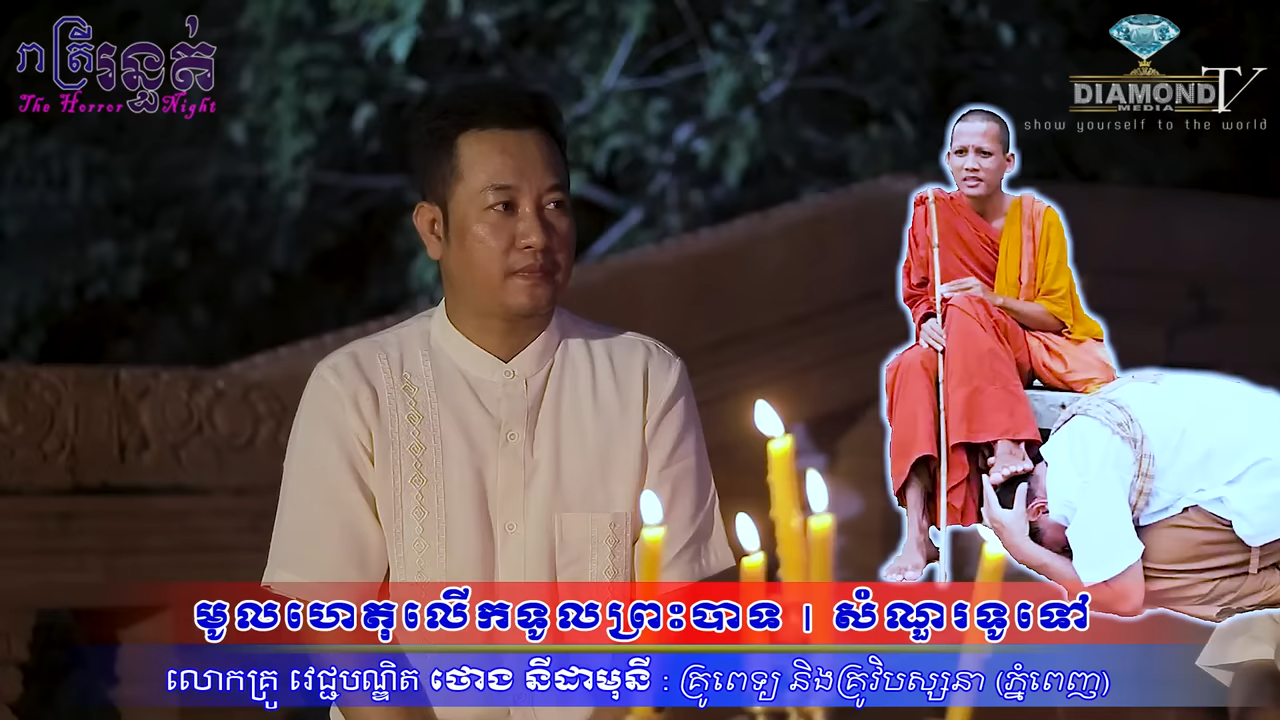 រាត្រីរន្ធត់
The Horror Night
DIAMOND TV
MEDIA
show yourself to the world
មូលហេតុលើកទូលព្រះបាទ | សំណួរទូទៅ
លោកគ្រូ វេជ្ជបណ្ឌិត ថោង នីដាមុនី : គ្រូពេទ្យ និងគ្រូវិបស្សនា (ភ្នំពេញ)